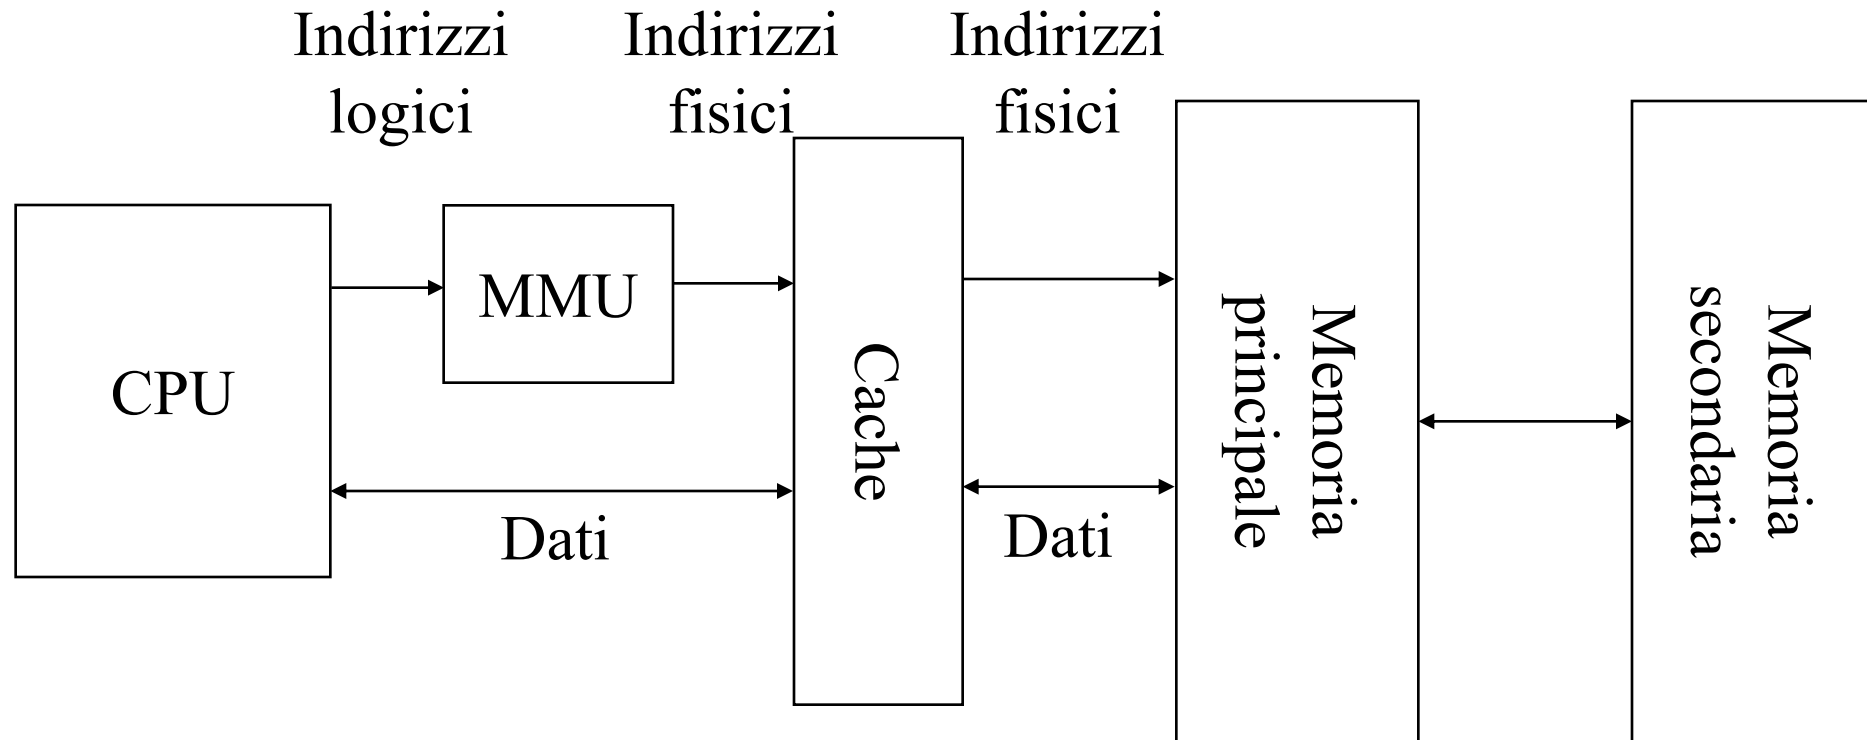 Indirizzi
logici
Indirizzi
fisici
Indirizzi
fisici
CPU
MMU
Cache
Memoria
principale
Memoria
secondaria
Dati
Dati